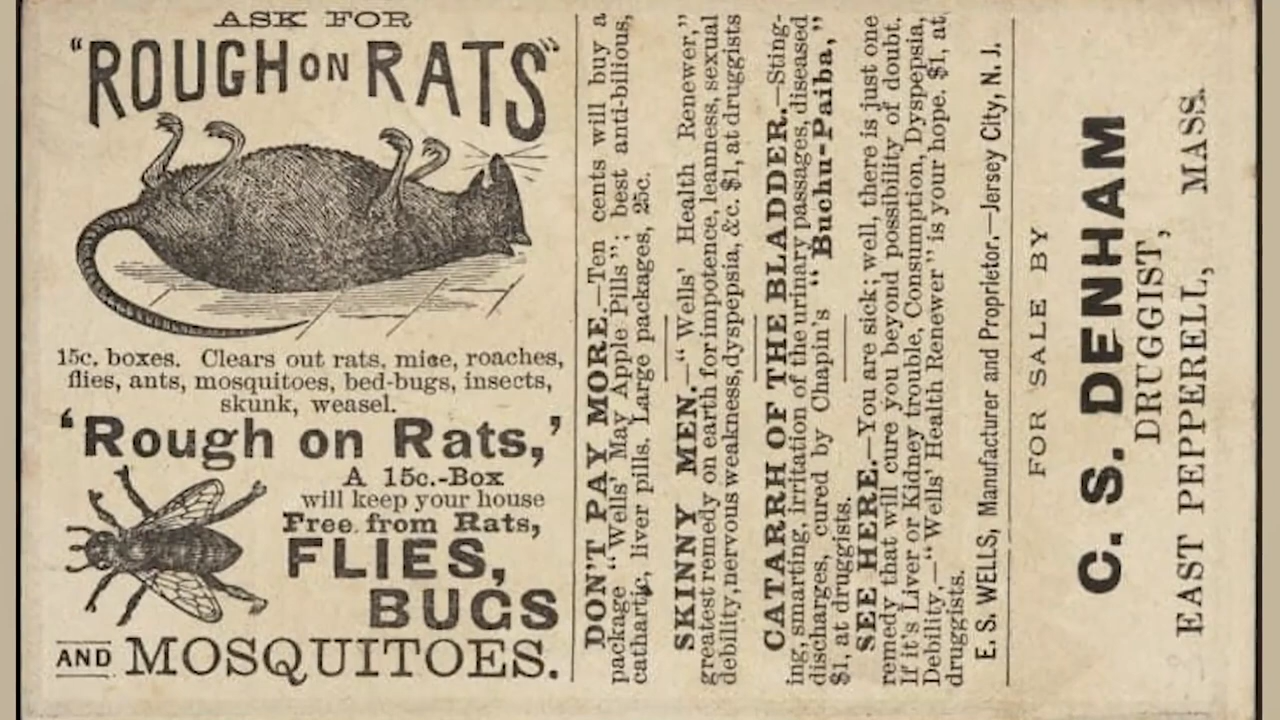 ASK FOR
"ROUGH ON RATS"
15c. boxes. Clears out rats, mice, roaches,
flies, ants, mosquitoes, bed-bugs, insects,
skunk, weasel.
'Rough on Rats,'
A 15c.-Box
will keep your house
Free from Rats,
FLIES,
BUGS
AND MOSQUITOES.
DON'T PAY MORE.—Ten cents will buy a
package "Wells' May Apple Pills"; best anti-bilious,
cathartic, liver pills. Large packages, 25c.
SKINNY MEN.—"Wells' Health Renewer,"
greatest remedy on earth for impotence, leanness, sexual
debility, nervous weakness, dyspepsia, &c. $1, at druggists
CATARRH OF THE BLADDER.—Sting-
ing, smarting, irritation of the urinary passages, diseased
discharges, cured by Chapin's "Buchu-Paiba,"
$1, at druggists.
SEE HERE.—You are sick; well, there is just one
remedy that will cure you beyond possibility of doubt.
If it's Liver or Kidney trouble, Consumption, Dyspepsia,
Debility,—"Wells' Health Renewer" is your hope. $1, at
druggists.
E. S. WELLS, Manufacturer and Proprietor.—Jersey City, N. J.
FOR SALE BY
C. S. DENHAM
DRUGGIST,
EAST PEPPERELL, MASS.